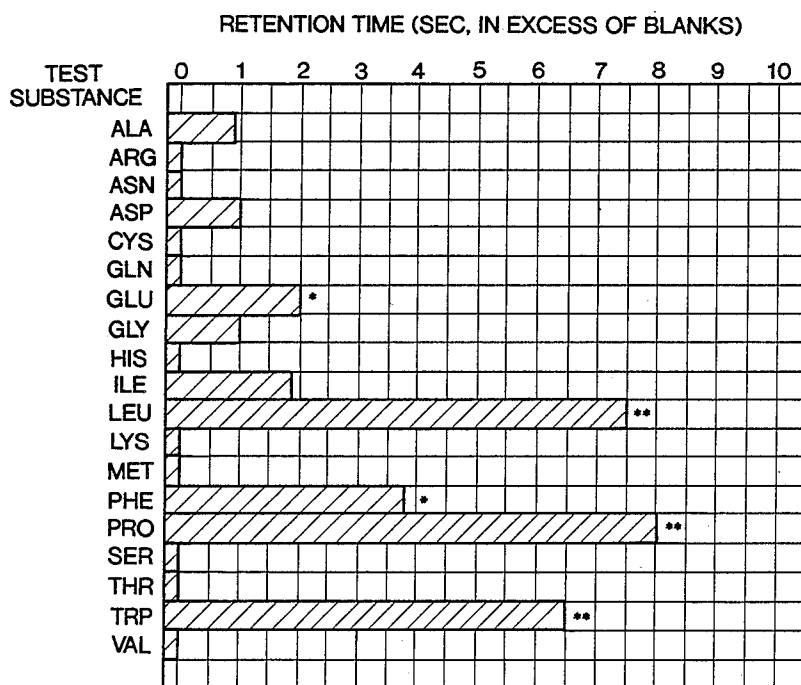 RETENTION TIME (SEC, IN EXCESS OF BLANKS)
TEST SUBSTANCE
0 1 2 3 4 5 6 7 8 9 10
ALA
ARG
ASN
ASP
CYS
GLN
GLU *
GLY
HIS
ILE
LEU **
LYS
MET
PHE *
PRO **
SER
THR
TRP **
VAL